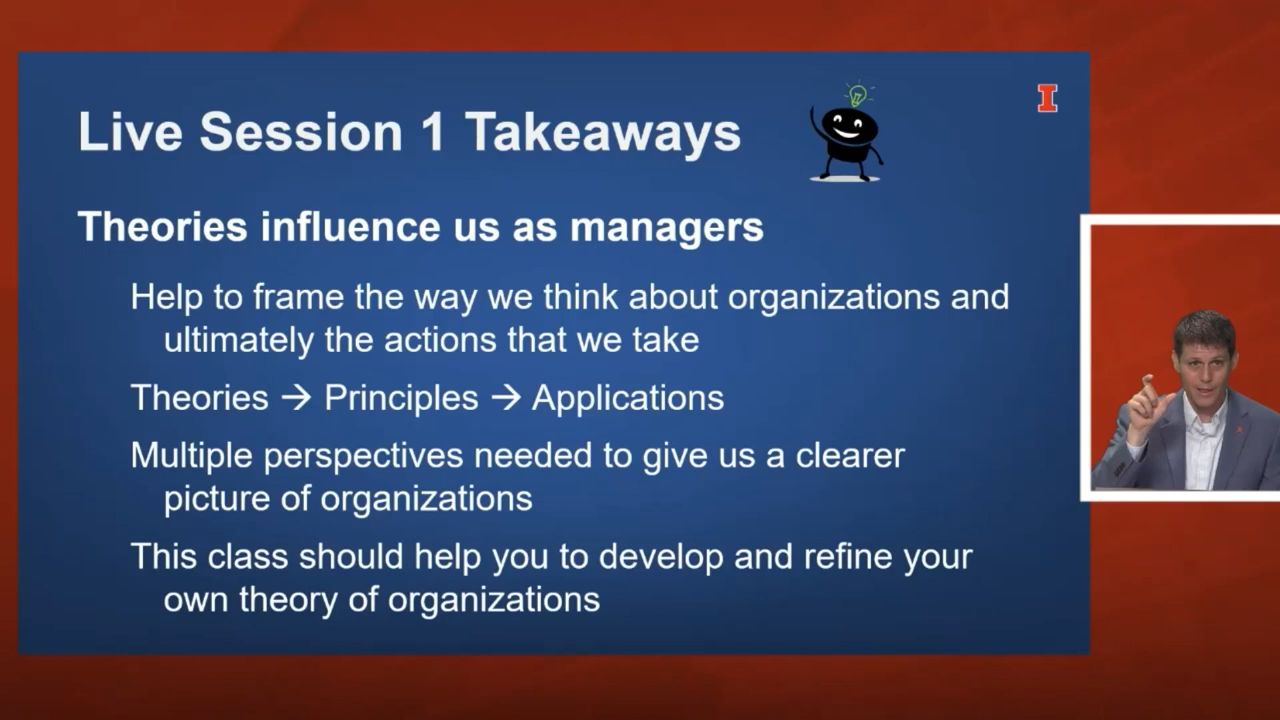 Live Session 1 Takeaways
I
Theories influence us as managers
Help to frame the way we think about organizations and
ultimately the actions that we take
Theories → Principles → Applications
Multiple perspectives needed to give us a clearer
picture of organizations
This class should help you to develop and refine your
own theory of organizations